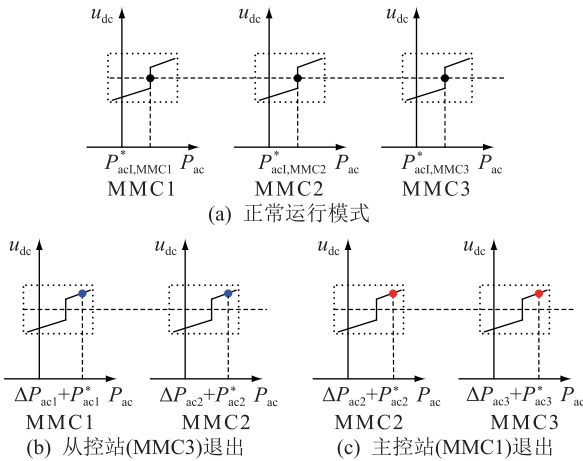 u_dc u_dc u_dc
P*_acI,MMC1 P_ac P*_acI,MMC2 P_ac P*_acI,MMC3 P_ac
MMC1 MMC2 MMC3
(a) 正常运行模式
u_dc u_dc u_dc u_dc
ΔP_ac1+P*_ac1 P_ac ΔP_ac2+P*_ac2 P_ac ΔP_ac2+P*_ac2 P_ac ΔP_ac3+P*_ac3 P_ac
MMC1 MMC2 MMC2 MMC3
(b) 从控站(MMC3)退出 (c) 主控站(MMC1)退出